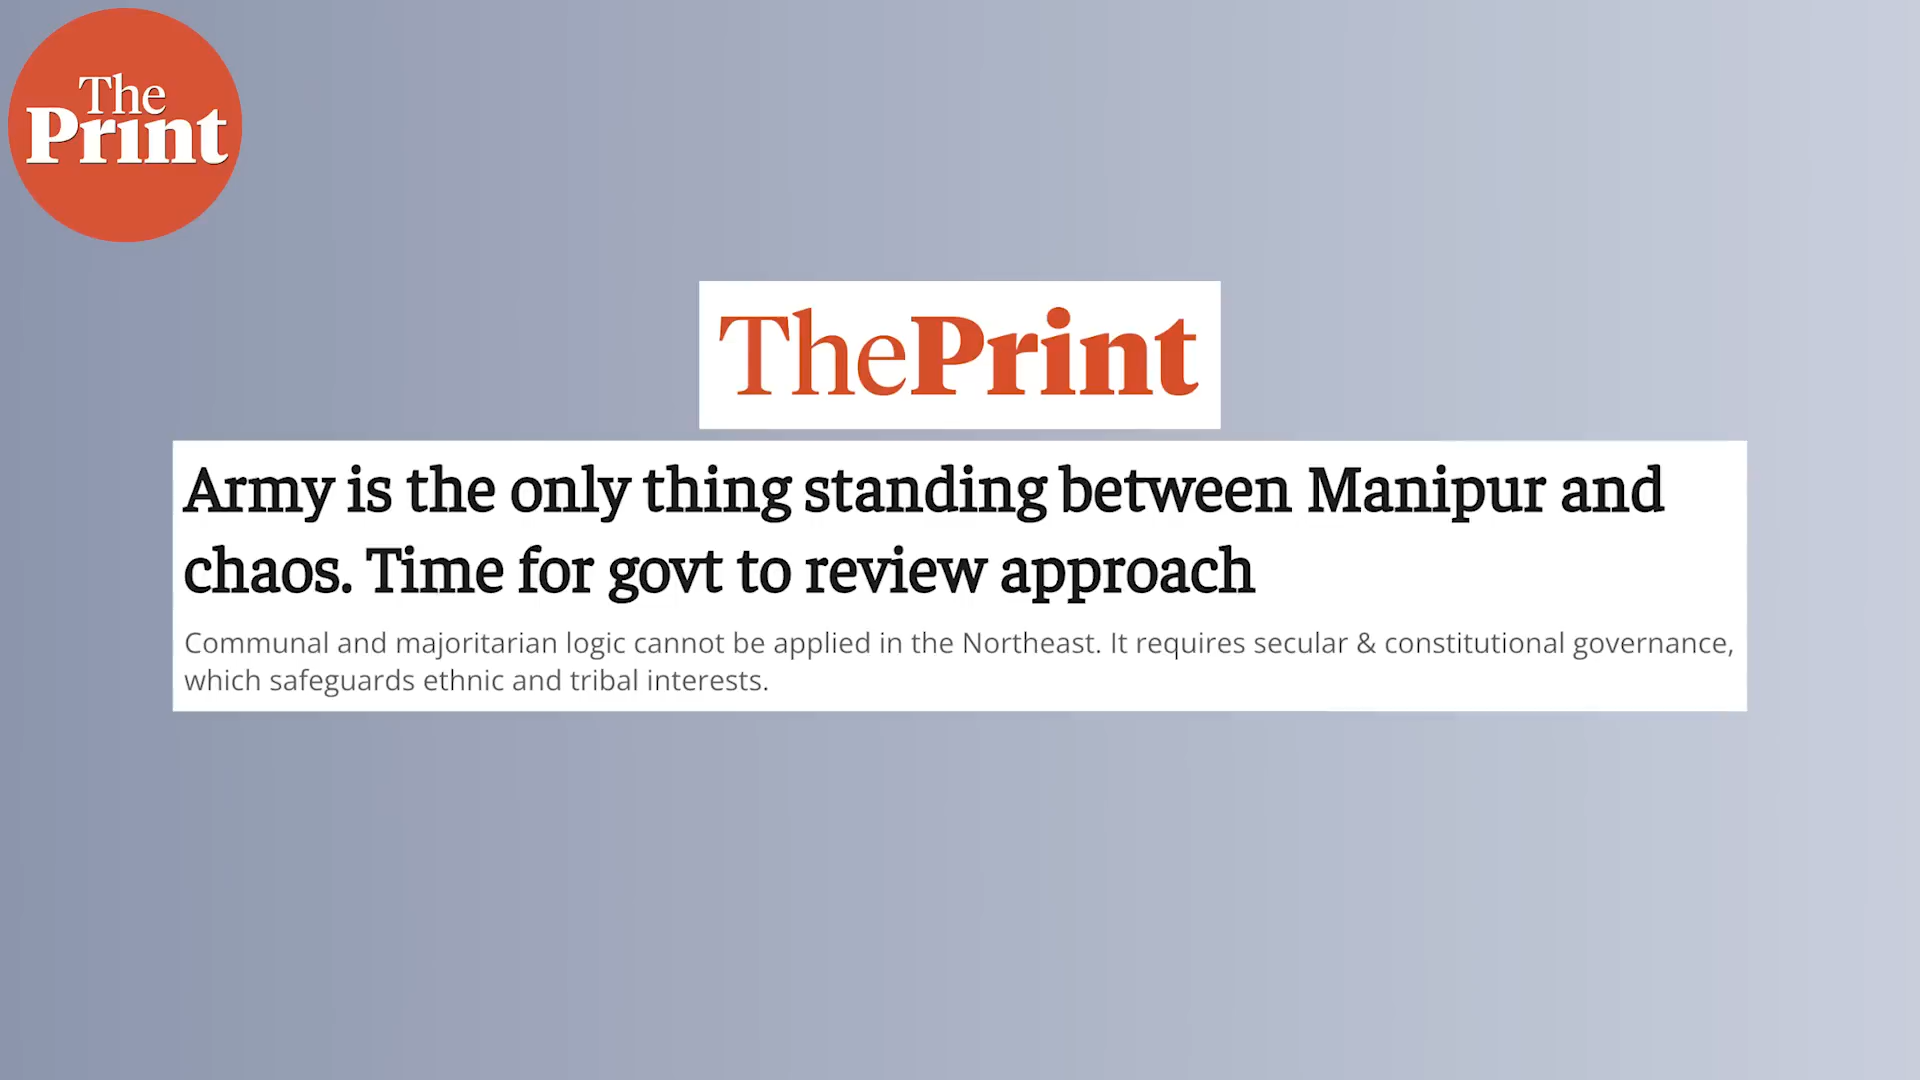 The
Print
ThePrint
Army is the only thing standing between Manipur and
chaos. Time for govt to review approach
Communal and majoritarian logic cannot be applied in the Northeast. It requires secular & constitutional governance,
which safeguards ethnic and tribal interests.